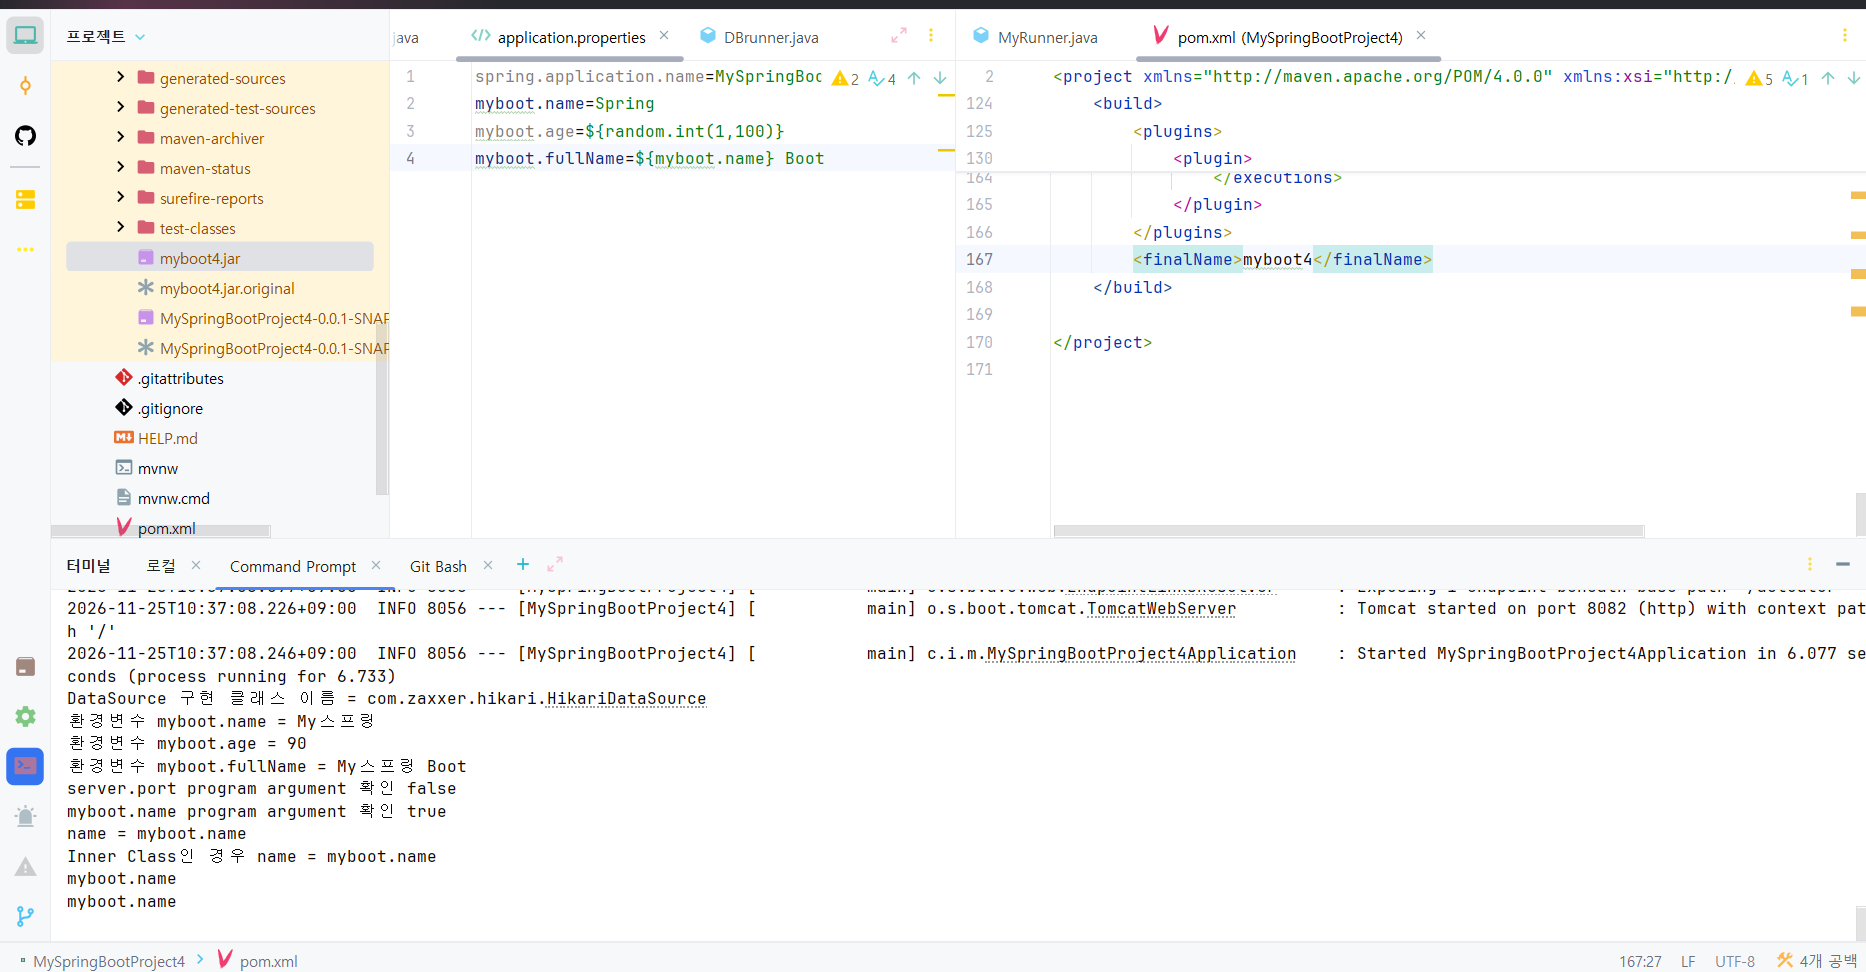 프로젝트
generated-sources
generated-test-sources
maven-archiver
maven-status
surefire-reports
test-classes
myboot4.jar
myboot4.jar.original
MySpringBootProject4-0.0.1-SNAP
MySpringBootProject4-0.0.1-SNAP
.gitattributes
.gitignore
HELP.md
mvnw
mvnw.cmd
pom.xml
java
application.properties
DBrunner.java
1 spring.application.name=MySpringBoo
2 4
2 myboot.name=Spring
3 myboot.age=${random.int(1,100)}
4 myboot.fullName=${myboot.name} Boot
MyRunner.java
pom.xml (MySpringBootProject4)
2 <project xmlns="http://maven.apache.org/POM/4.0.0" xmlns:xsi="http:/
5 1
124 <build>
125 <plugins>
130 <plugin>
164 </executions>
165 </plugin>
166 </plugins>
167 <finalName>myboot4</finalName>
168 </build>
169
170 </project>
171
터미널 로컬 Command Prompt Git Bash
2026-11-25T10:37:08.226+09:00  INFO 8056 --- [MySpringBootProject4] [           main] o.s.boot.tomcat.TomcatWebServer          : Tomcat started on port 8082 (http) with context pat
h '/'
2026-11-25T10:37:08.246+09:00  INFO 8056 --- [MySpringBootProject4] [           main] c.i.m.MySpringBootProject4Application    : Started MySpringBootProject4Application in 6.077 se
conds (process running for 6.733)
DataSource 구현 클래스 이름 = com.zaxxer.hikari.HikariDataSource
환경변수 myboot.name = My스프링
환경변수 myboot.age = 90
환경변수 myboot.fullName = My스프링 Boot
server.port program argument 확인 false
myboot.name program argument 확인 true
name = myboot.name
Inner Class인 경우 name = myboot.name
myboot.name
myboot.name
MySpringBootProject4 > pom.xml
167:27 LF UTF-8 4개 공백